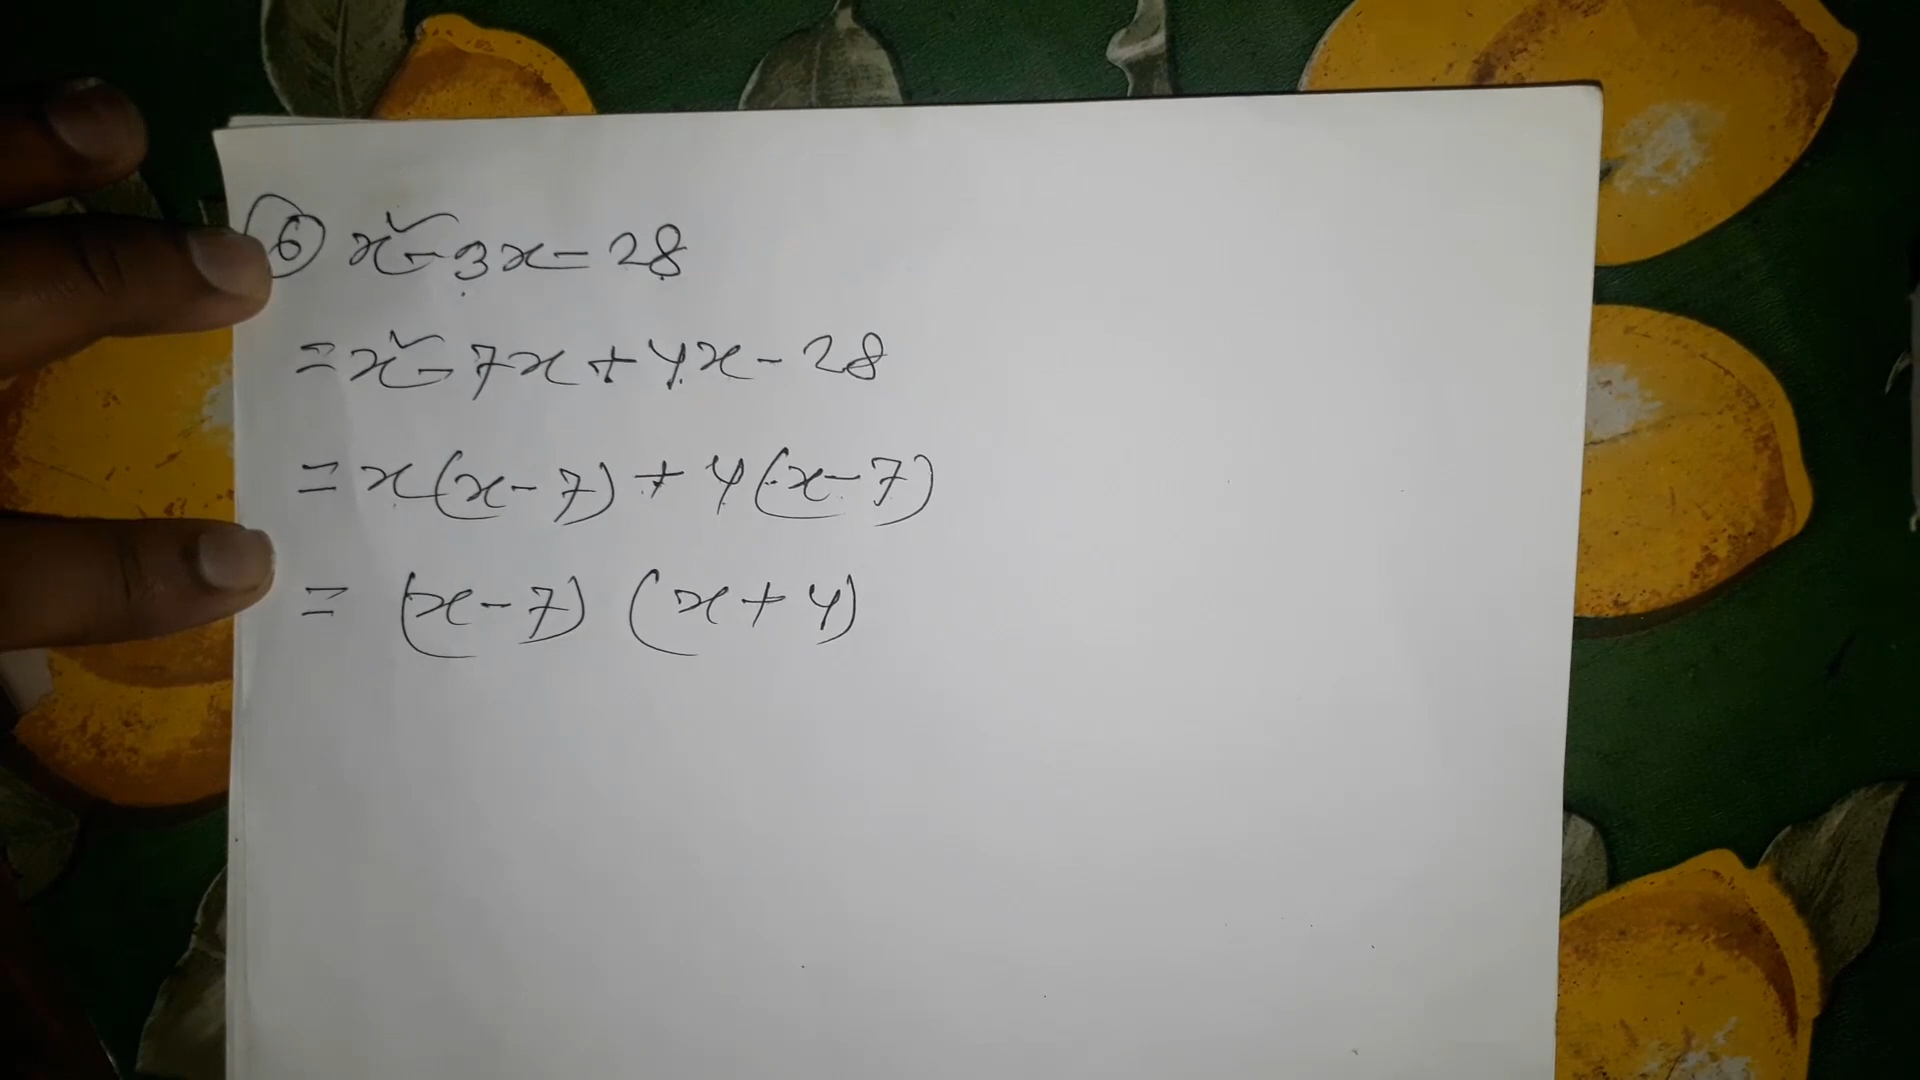 ⑥ x² - 3x - 28
= x² - 7x + 4x - 28
= x(x - 7) + 4(x - 7)
= (x - 7) (x + 4)